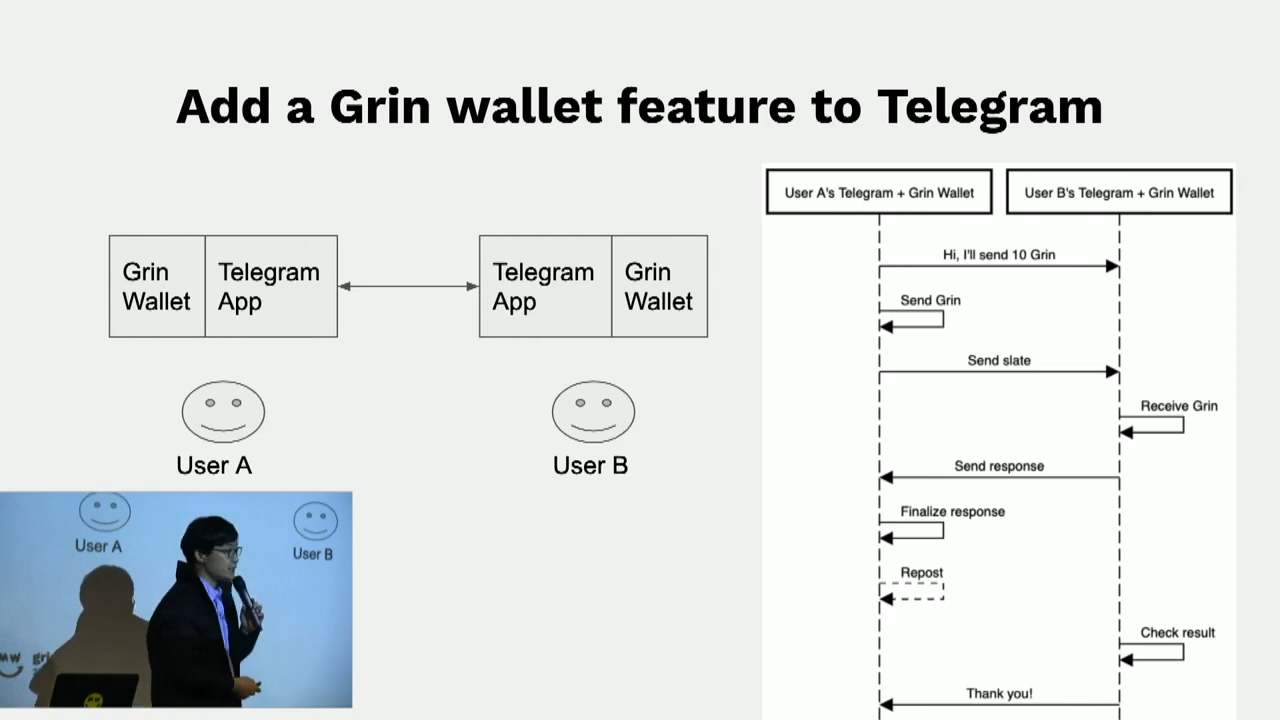 Add a Grin wallet feature to Telegram
Grin
Wallet
Telegram
App
Telegram
App
Grin
Wallet
User A
User B
User A's Telegram + Grin Wallet
User B's Telegram + Grin Wallet
Hi, I'll send 10 Grin
Send Grin
Send slate
Receive Grin
Send response
Finalize response
Repost
Check result
Thank you!
User A
User B